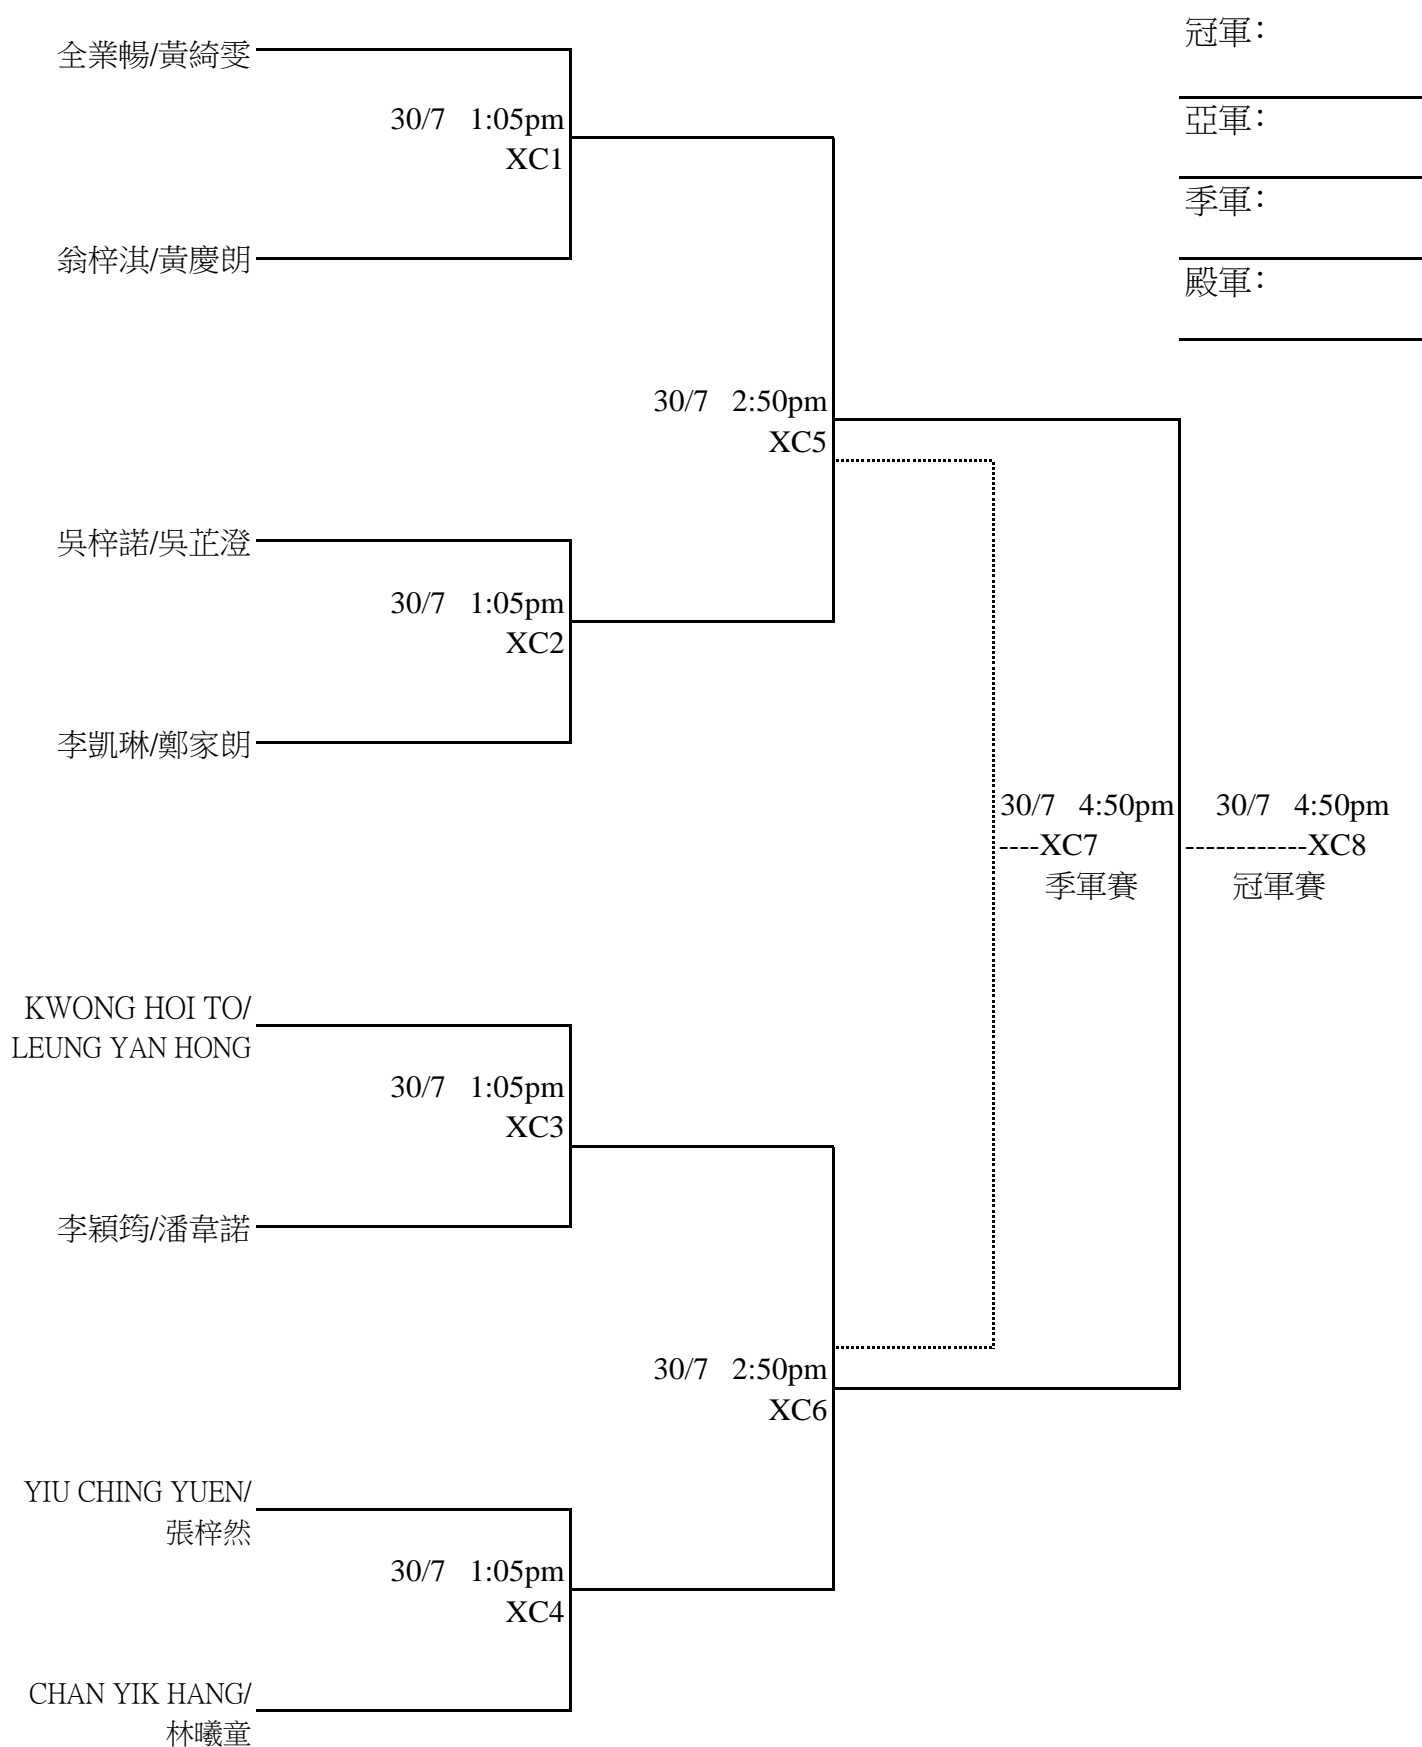 冠軍：
全業暢/黃綺雯
30/7 1:05pm
亞軍：
XC1
季軍：
翁梓淇/黃慶朗
殿軍：
30/7 2:50pm
XC5
吳梓諾/吳芷澄
30/7 1:05pm
XC2
李凱琳/鄭家朗
30/7 4:50pm
30/7 4:50pm
----XC7
------------XC8
季軍賽
冠軍賽
KWONG HOI TO/
LEUNG YAN HONG
30/7 1:05pm
XC3
李穎筠/潘韋諾
30/7 2:50pm
XC6
YIU CHING YUEN/
張梓然
30/7 1:05pm
XC4
CHAN YIK HANG/
林曦童